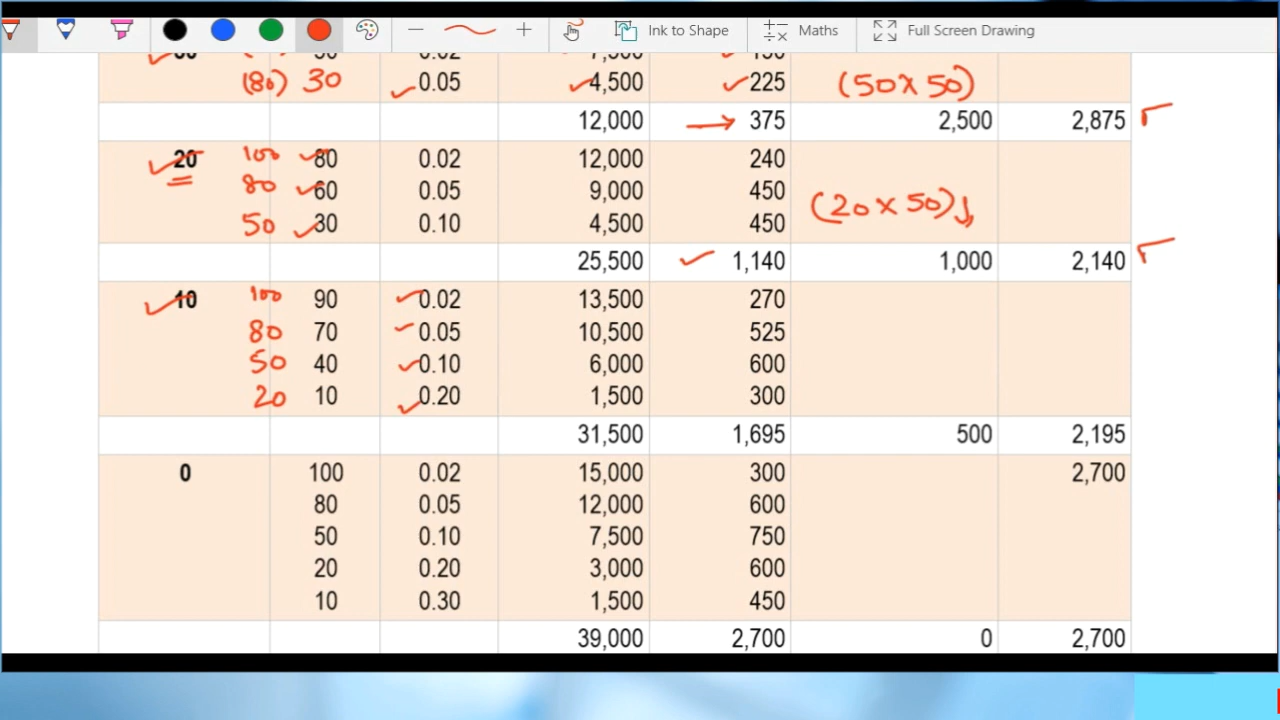 Ink to Shape Maths Full Screen Drawing
(80) 30 0.05 4,500 225 (50 x 50)
12,000 375 2,500 2,875
20 100 80 0.02 12,000 240
80 60 0.05 9,000 450 (20 x 50)
50 30 0.10 4,500 450
25,500 1,140 1,000 2,140
10 100 90 0.02 13,500 270
80 70 0.05 10,500 525
50 40 0.10 6,000 600
20 10 0.20 1,500 300
31,500 1,695 500 2,195
0 100 0.02 15,000 300 2,700
80 0.05 12,000 600
50 0.10 7,500 750
20 0.20 3,000 600
10 0.30 1,500 450
39,000 2,700 0 2,700